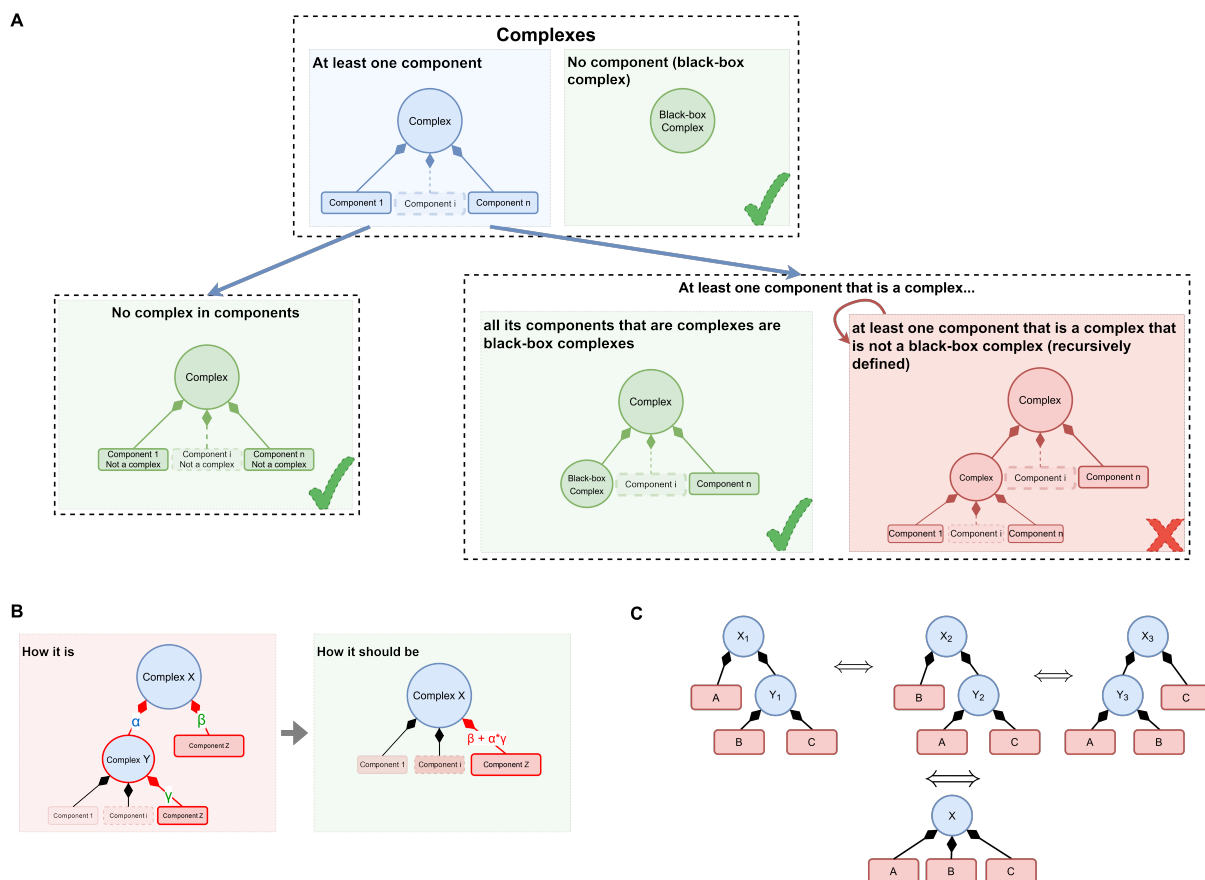 A
Complexes
At least one component
Complex
Component 1
Component i
Component n
No component (black-box
complex)
Black-box
Complex
No complex in components
Complex
Component 1
Not a complex
Component i
Not a complex
Component n
Not a complex
At least one component that is a complex...
all its components that are complexes are
black-box complexes
Complex
Black-box
Complex
Component i
Component n
at least one component that is a complex that
is not a black-box complex (recursively
defined)
Complex
Complex
Component i
Component n
Component 1
Component i
Component n
B
How it is
Complex X
α
β
Component Z
Complex Y
γ
Component 1
Component i
Component Z
How it should be
Complex X
β + α*γ
Component 1
Component i
Component Z
C
X₁
A
Y₁
B
C
⟺
X₂
B
Y₂
A
C
⟺
X₃
Y₃
C
A
B
⟺
X
A
B
C